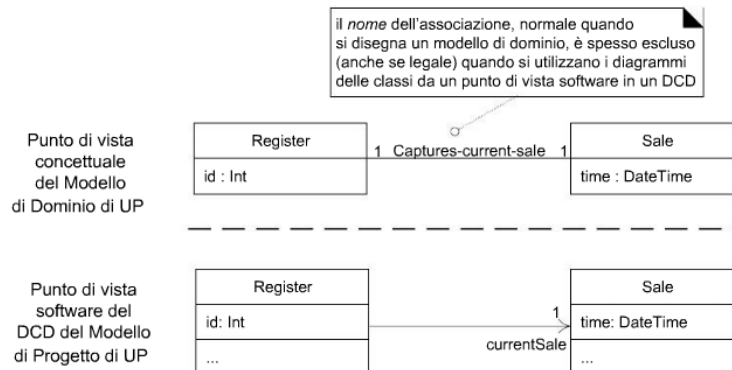 il nome dell'associazione, normale quando
si disegna un modello di dominio, è spesso escluso
(anche se legale) quando si utilizzano i diagrammi
delle classi da un punto di vista software in un DCD
Punto di vista
concettuale
del Modello
di Dominio di UP
Register
id : Int
1 Captures-current-sale 1
Sale
time : DateTime
Punto di vista
software del
DCD del Modello
di Progetto di UP
Register
id: Int
...
1
currentSale
Sale
time: DateTime
...